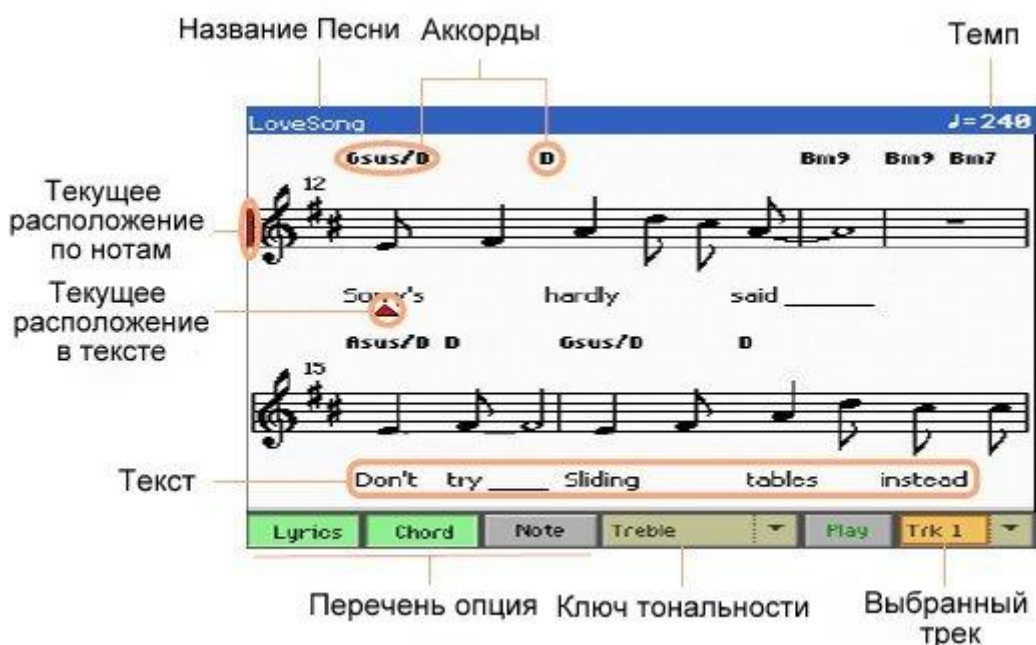 Название Песни Аккорды Темп
LoveSong ♩=240
Gsus/D D Bm9 Bm9 Bm7
12
Текущее
расположение
по нотам
Sorry's hardly said______
Текущее
расположение
в тексте
Asus/D D Gsus/D D
15
Текст
Don't try____ Sliding tables instead
Lyrics Chord Note Treble Play Trk 1
Перечень опция Ключ тональности Выбранный
трек